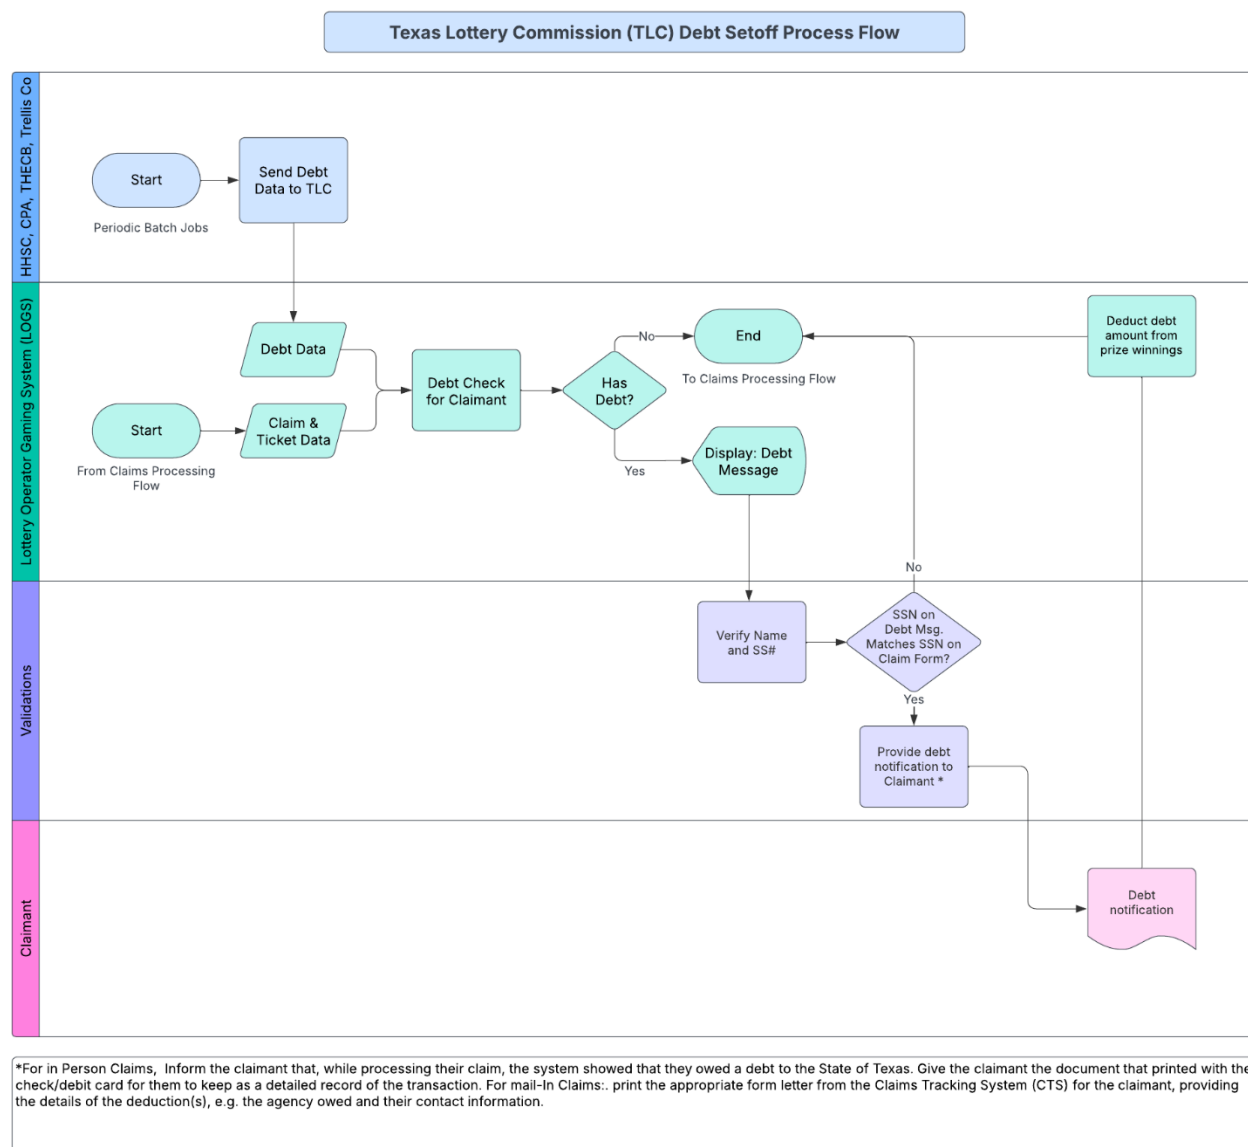 Texas Lottery Commission (TLC) Debt Setoff Process Flow
HHSC, CPA, THECB, Trellis Co
Start
Periodic Batch Jobs
Send Debt
Data to TLC
Lottery Operator Gaming System (LOGS)
Debt Data
Start
From Claims Processing
Flow
Claim &
Ticket Data
Debt Check
for Claimant
Has
Debt?
No
End
To Claims Processing Flow
Yes
Display: Debt
Message
Deduct debt
amount from
prize winnings
Validations
Verify Name
and SS#
No
SSN on
Debt Msg.
Matches SSN on
Claim Form?
Yes
Provide debt
notification to
Claimant *
Claimant
Debt
notification
*For in Person Claims, Inform the claimant that, while processing their claim, the system showed that they owed a debt to the State of Texas. Give the claimant the document that printed with the
check/debit card for them to keep as a detailed record of the transaction. For mail-In Claims:. print the appropriate form letter from the Claims Tracking System (CTS) for the claimant, providing
the details of the deduction(s), e.g. the agency owed and their contact information.